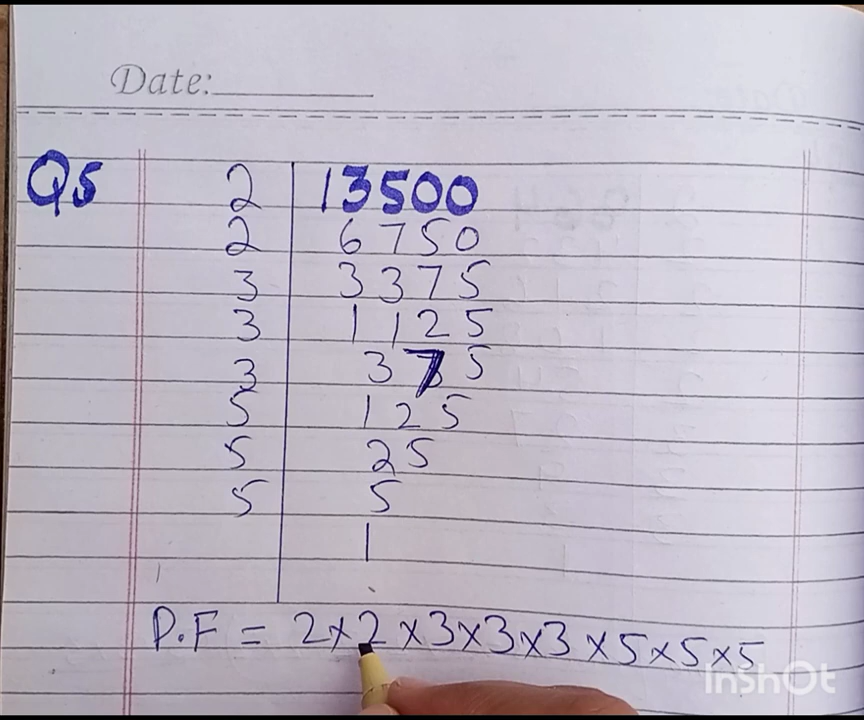 Date:
Q5 2 13500
2 6750
3 3375
3 1125
3 375
5 125
5 25
5 5
1
P.F = 2×2×3×3×3×5×5×5
InShOt